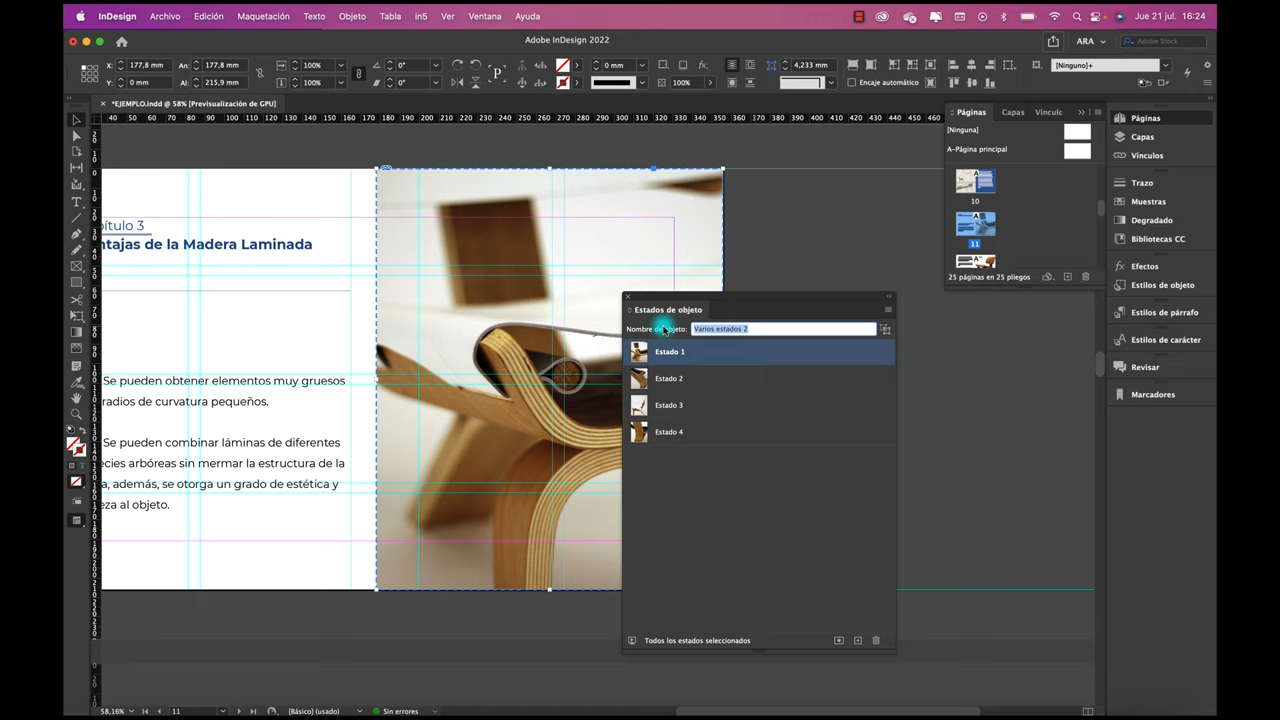 InDesign Archivo Edición Maquetación Texto Objeto Tabla in5 Ver Ventana Ayuda
Jue 21 jul. 16:24
Adobe InDesign 2022
ARA
Adobe Stock
X: 177,8 mm An: 177,8 mm 100% 0° 0 mm 4,233 mm [Ninguno]+
Y: 0 mm Al: 215,9 mm 100% 0° 100% Encaje automático
*EJEMPLO.indd @ 58% [Previsualización de GPU]
40 50 60 70 80 90 100 110 120 130 140 150 160 170 180 190 200 210 220 230 240 250 260 270 280 290 300 310 320 330 340 350 360 370 380 390 400 410 420 430 440 450 460
Páginas Capas Vínculc
[Ninguna]
A-Página principal
10
11
25 páginas en 25 pliegos
Páginas
Capas
Vínculos
Trazo
Muestras
Degradado
Bibliotecas CC
Efectos
Estilos de objeto
Estilos de párrafo
Estilos de carácter
Revisar
Marcadores
pítulo 3
ntajas de la Madera Laminada
Se pueden obtener elementos muy gruesos
radios de curvatura pequeños.
Se pueden combinar láminas de diferentes
ecies arbóreas sin mermar la estructura de la
a, además, se otorga un grado de estética y
eza al objeto.
Estados de objeto
Nombre de objeto: Varios estados 2
Estado 1
Estado 2
Estado 3
Estado 4
Todos los estados seleccionados
58,16% 11 [Básico] (usado) Sin errores